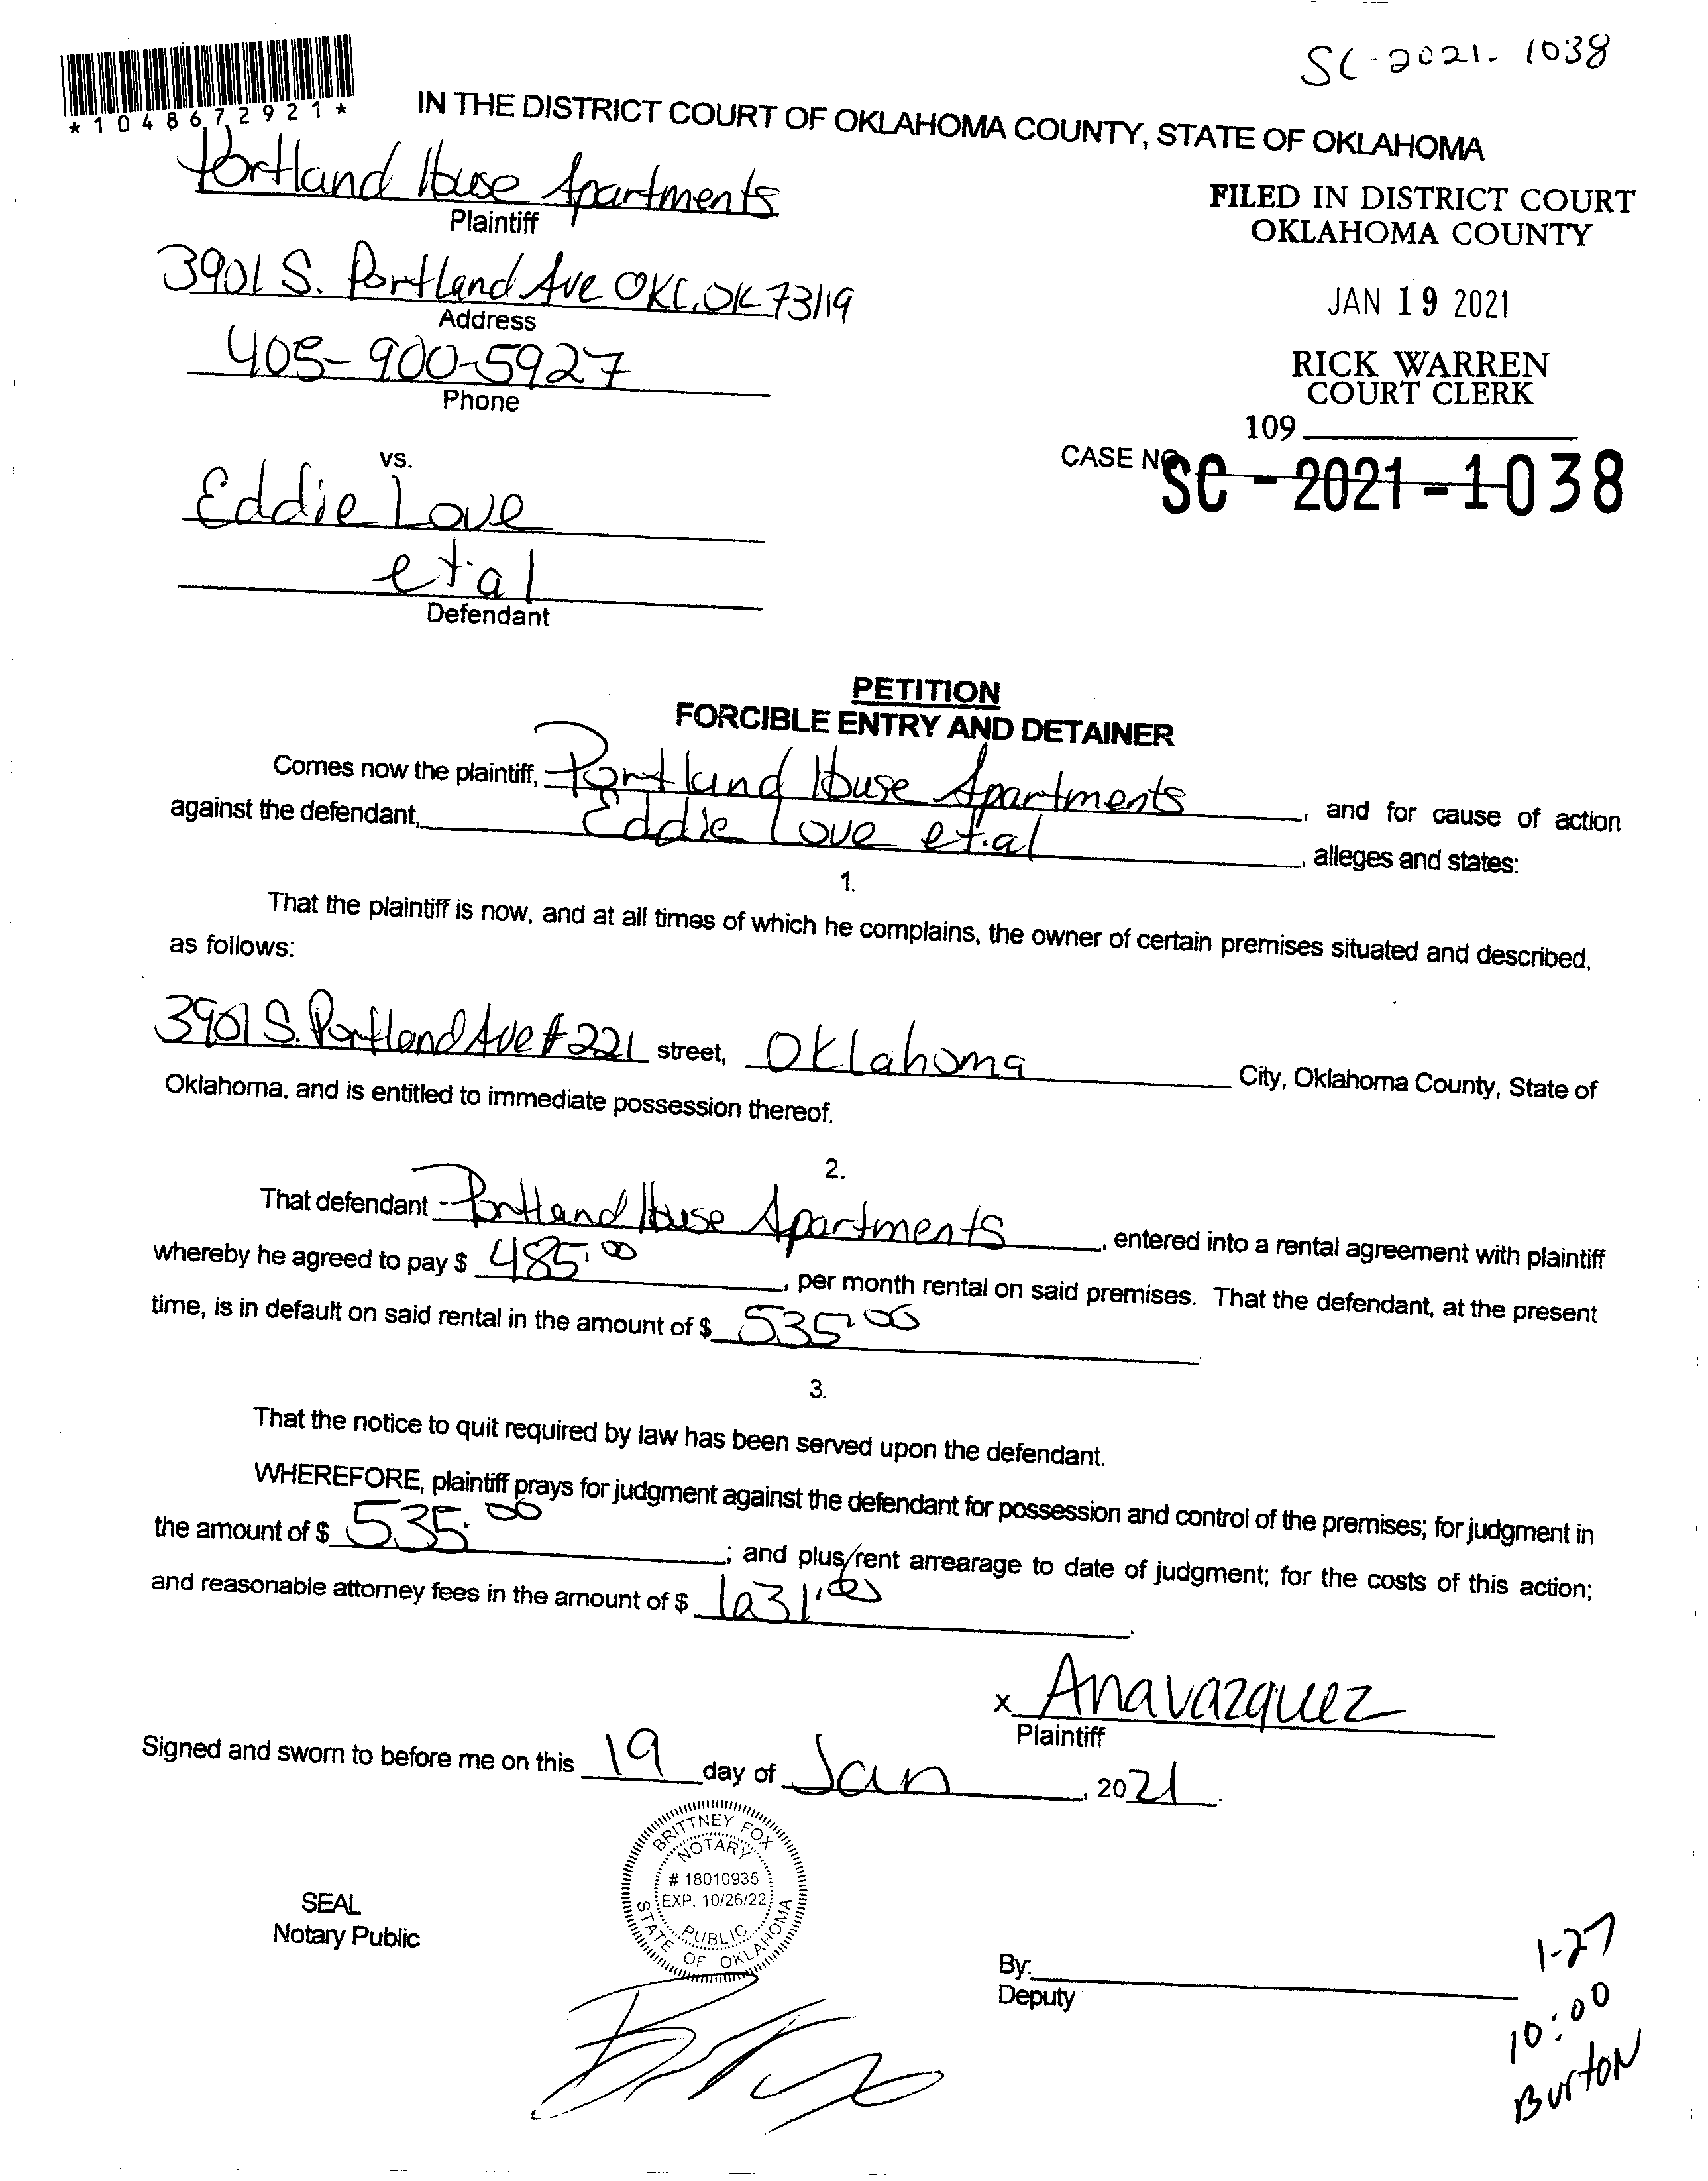 SC-2021-1038
*1048672921*
IN THE DISTRICT COURT OF OKLAHOMA COUNTY, STATE OF OKLAHOMA
Portland House Apartments
Plaintiff
FILED IN DISTRICT COURT
OKLAHOMA COUNTY
3901 S. Portland Ave OKC, OK 73119
Address
JAN 19 2021
405-900-5927
Phone
RICK WARREN
COURT CLERK
109
vs.
CASE NO. SC-2021-1038
Eddie Love
et.al
Defendant
PETITION
FORCIBLE ENTRY AND DETAINER
Comes now the plaintiff, Portland House Apartments, and for cause of action
against the defendant, Eddie Love et.al, alleges and states:
1.
That the plaintiff is now, and at all times of which he complains, the owner of certain premises situated and described,
as follows:
3901 S. Portland Ave # 221 street, Oklahoma City, Oklahoma County, State of
Oklahoma, and is entitled to immediate possession thereof.
2.
That defendant Portland House Apartments, entered into a rental agreement with plaintiff
whereby he agreed to pay $ 485.00, per month rental on said premises. That the defendant, at the present
time, is in default on said rental in the amount of $ 535.00.
3.
That the notice to quit required by law has been served upon the defendant.
WHEREFORE, plaintiff prays for judgment against the defendant for possession and control of the premises; for judgment in
the amount of $ 535.00; and plus/rent arrearage to date of judgment; for the costs of this action;
and reasonable attorney fees in the amount of $
x Ana Vazquez
Plaintiff
Signed and sworn to before me on this 19 day of Jan, 2021.
BRITTNEY FOX
NOTARY
# 18010935
EXP. 10/26/22
PUBLIC
STATE OF OKLAHOMA
SEAL
Notary Public
By:
Deputy
1-27
10:00
Burton